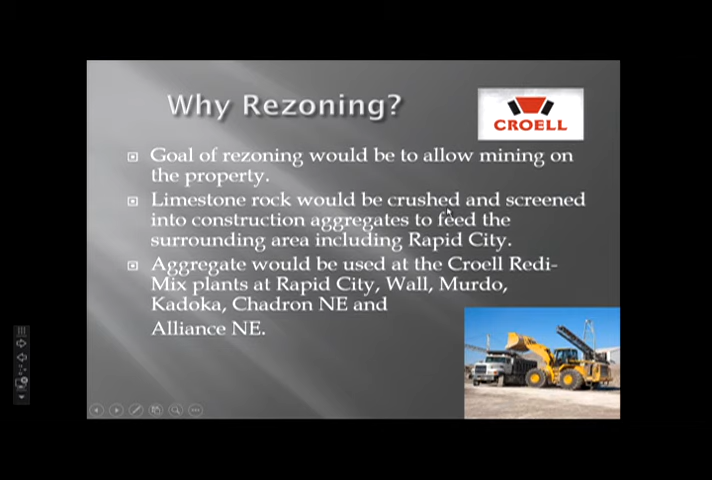 Why Rezoning?
CROELL
Goal of rezoning would be to allow mining on
the property.
Limestone rock would be crushed and screened
into construction aggregates to feed the
surrounding area including Rapid City.
Aggregate would be used at the Croell Redi-
Mix plants at Rapid City, Wall, Murdo,
Kadoka, Chadron NE and
Alliance NE.